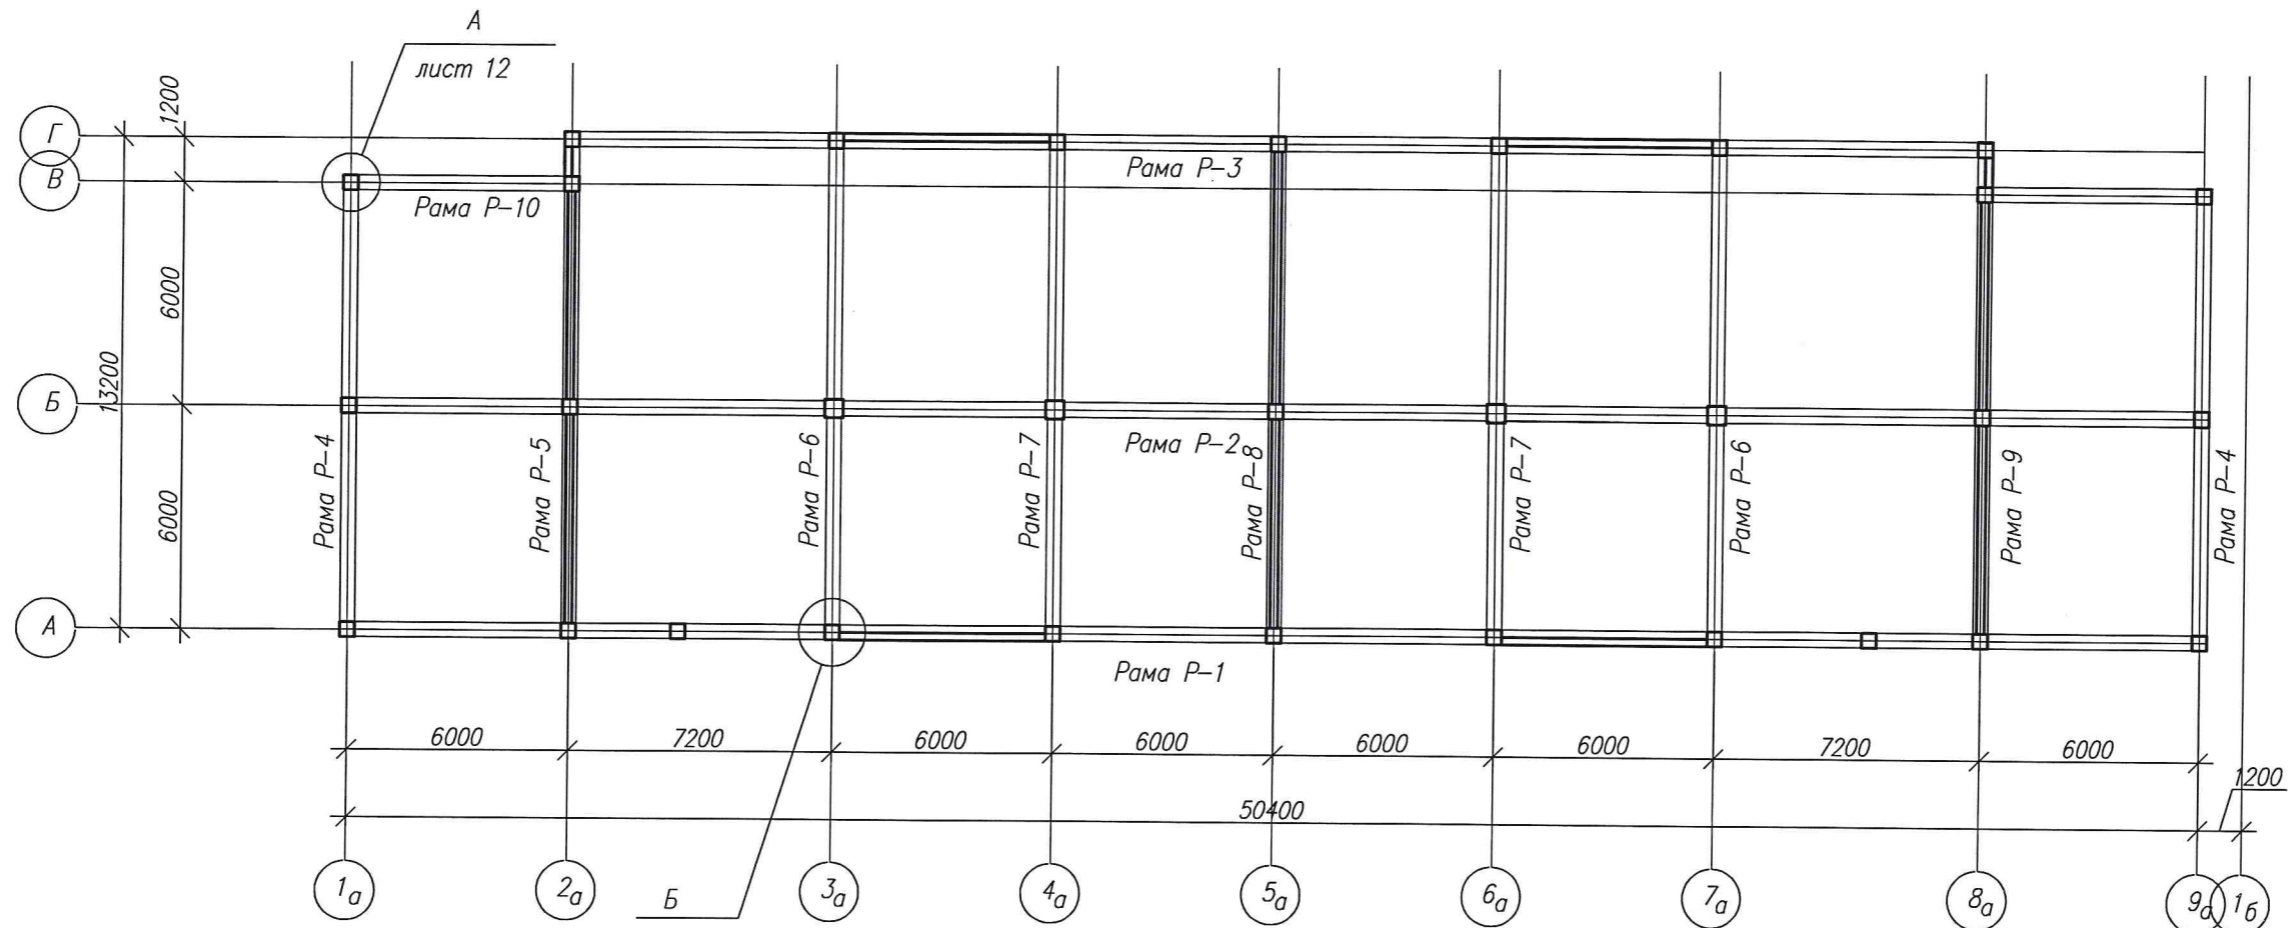 А
лист 12
1200
Г
В
Рама Р-3
Рама Р-10
6000
13200
Б
Рама Р-2
Рама Р-4
Рама Р-5
Рама Р-6
Рама Р-7
Рама Р-8
Рама Р-7
Рама Р-6
Рама Р-9
Рама Р-4
6000
А
Рама Р-1
6000
7200
6000
6000
6000
6000
7200
6000
1200
50400
Б
1а
2а
3а
4а
5а
6а
7а
8а
9а
1б